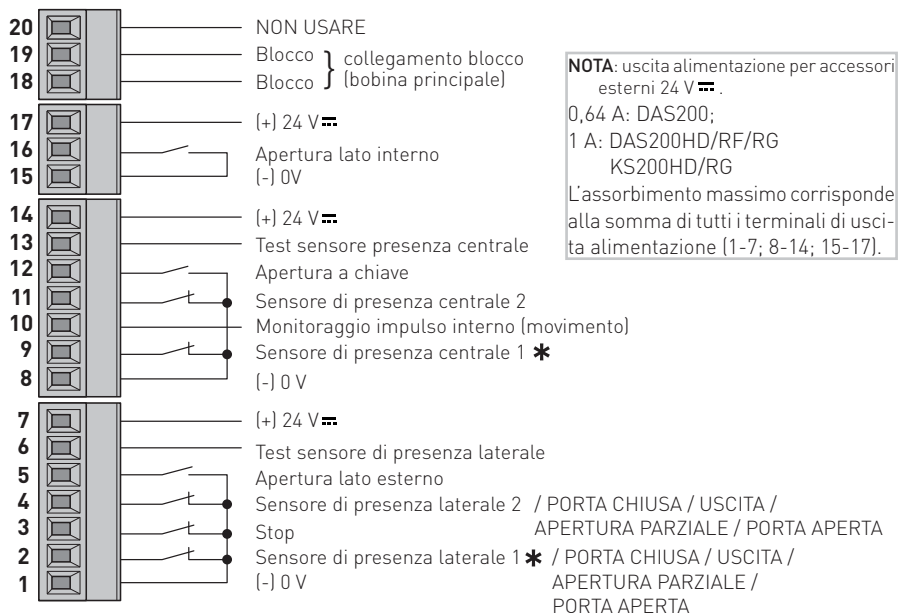 20 NON USARE
19 Blocco } collegamento blocco
18 Blocco (bobina principale)
17 (+) 24 V
16 Apertura lato interno
15 (-) 0V
14 (+) 24 V
13 Test sensore presenza centrale
12 Apertura a chiave
11 Sensore di presenza centrale 2
10 Monitoraggio impulso interno (movimento)
9 Sensore di presenza centrale 1 ✱
8 (-) 0 V
7 (+) 24 V
6 Test sensore di presenza laterale
5 Apertura lato esterno
4 Sensore di presenza laterale 2 / PORTA CHIUSA / USCITA /
APERTURA PARZIALE / PORTA APERTA
3 Stop
2 Sensore di presenza laterale 1 ✱ / PORTA CHIUSA / USCITA /
APERTURA PARZIALE /
PORTA APERTA
1 (-) 0 V
NOTA: uscita alimentazione per accessori
esterni 24 V .
0,64 A: DAS200;
1 A: DAS200HD/RF/RG
KS200HD/RG
L'assorbimento massimo corrisponde
alla somma di tutti i terminali di usci-
ta alimentazione (1-7; 8-14; 15-17).